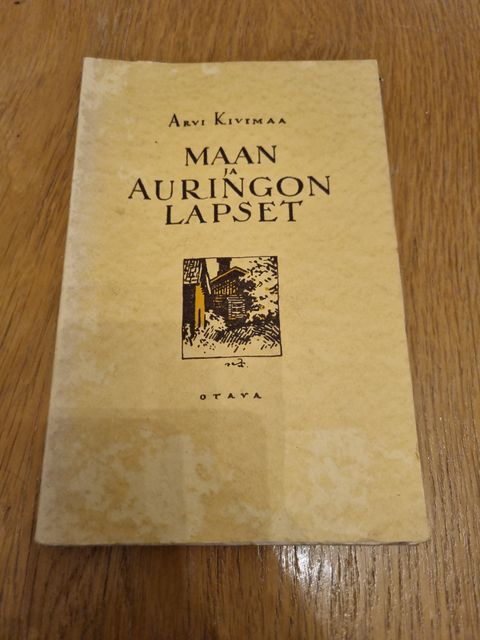 ARVI KIVIMAA
MAAN
JA
AURINGON
LAPSET
OTAVA